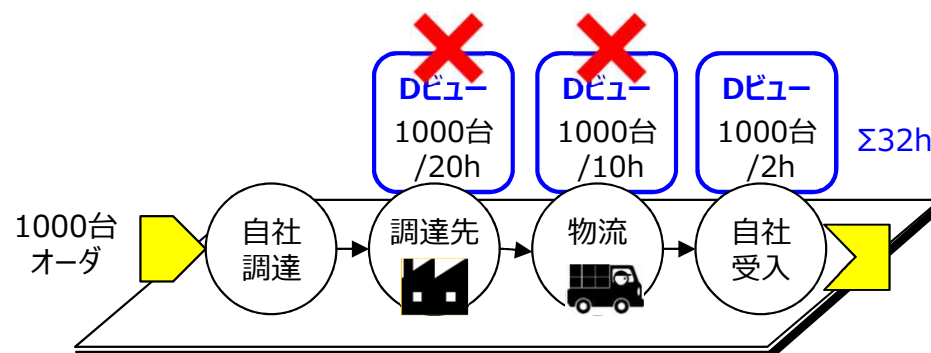 Dビュー
1000台
/20h
Dビュー
1000台
/10h
Dビュー
1000台
/2h
Σ32h
1000台
オーダ
自社
調達
調達先
物流
自社
受入